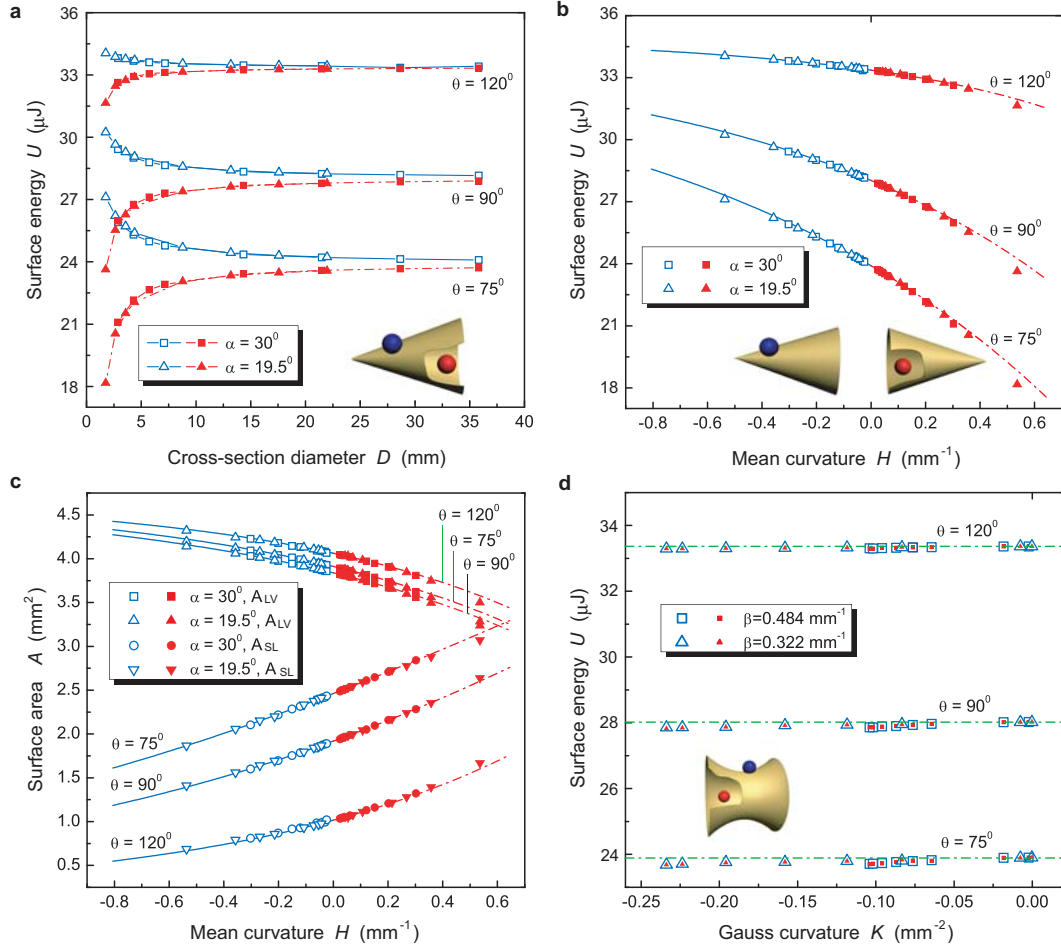 a
36
33
30
27
24
21
18
Surface energy U (μJ)
θ = 120⁰
θ = 90⁰
θ = 75⁰
α = 30⁰
α = 19.5⁰
0 5 10 15 20 25 30 35 40
Cross-section diameter D (mm)
b
36
33
30
27
24
21
18
Surface energy U (μJ)
θ = 120⁰
θ = 90⁰
θ = 75⁰
α = 30⁰
α = 19.5⁰
-0.8 -0.6 -0.4 -0.2 0.0 0.2 0.4 0.6
Mean curvature H (mm⁻¹)
c
4.5
4.0
3.5
3.0
2.5
2.0
1.5
1.0
0.5
Surface area A (mm²)
θ = 120⁰
θ = 75⁰
θ = 90⁰
α = 30⁰, ALV
α = 19.5⁰, ALV
α = 30⁰, ASL
α = 19.5⁰, ASL
θ = 75⁰
θ = 90⁰
θ = 120⁰
-0.8 -0.6 -0.4 -0.2 0.0 0.2 0.4 0.6
Mean curvature H (mm⁻¹)
d
34
32
30
28
26
24
Surface energy U (μJ)
θ = 120⁰
β=0.484 mm⁻¹
β=0.322 mm⁻¹
θ = 90⁰
θ = 75⁰
-0.25 -0.20 -0.15 -0.10 -0.05 0.00
Gauss curvature K (mm⁻²)